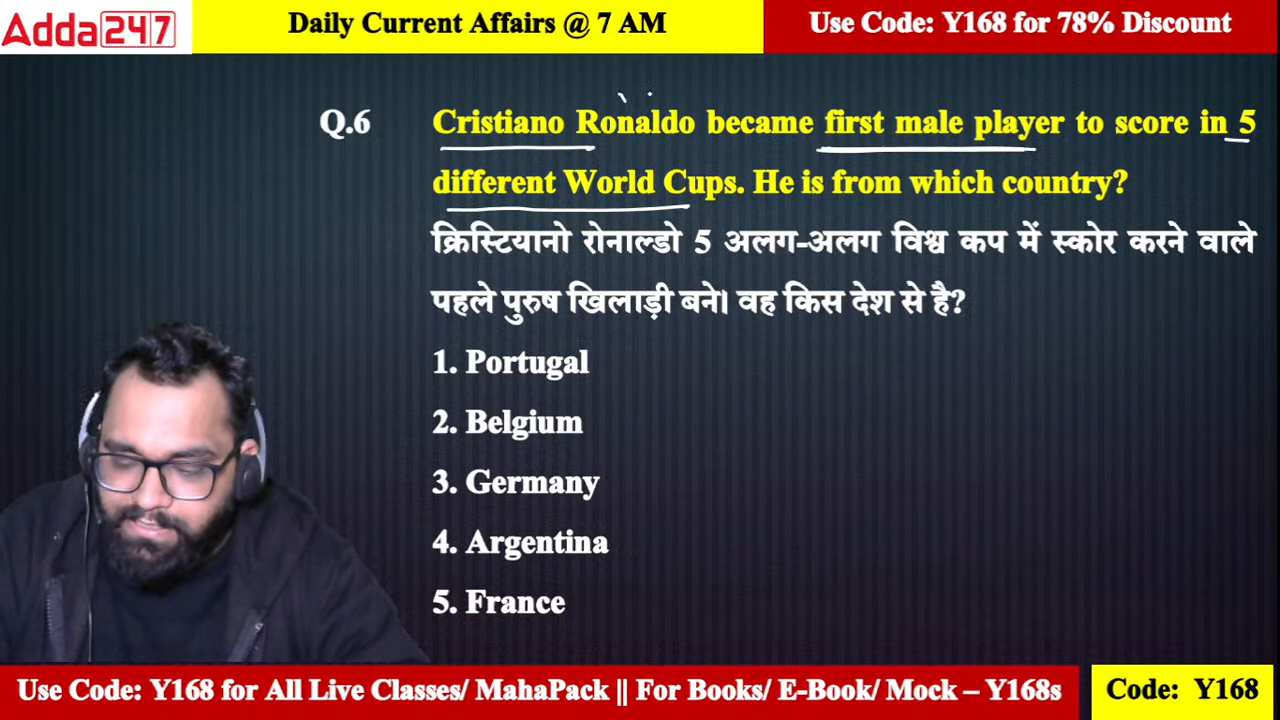 Adda247
Daily Current Affairs @ 7 AM
Use Code: Y168 for 78% Discount
Q.6
Cristiano Ronaldo became first male player to score in 5
different World Cups. He is from which country?
क्रिस्टियानो रोनाल्डो 5 अलग-अलग विश्व कप में स्कोर करने वाले
पहले पुरुष खिलाड़ी बने। वह किस देश से है?
1. Portugal
2. Belgium
3. Germany
4. Argentina
5. France
Use Code: Y168 for All Live Classes/ MahaPack || For Books/ E-Book/ Mock – Y168s
Code: Y168